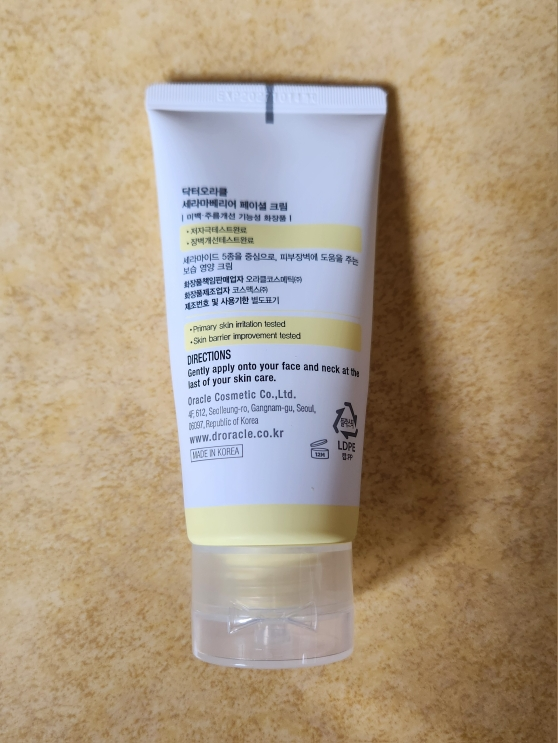 닥터오라클
세라마베리어 페이셜 크림
| 미백·주름개선 기능성 화장품 |
• 저자극테스트완료
• 장벽개선테스트완료
세라마이드 5종을 중심으로, 피부장벽에 도움을 주는
보습 영양 크림
화장품책임판매업자 오라클코스메틱㈜
화장품제조업자 코스맥스㈜
제조번호 및 사용기한 별도표기
• Primary skin irritation tested
• Skin barrier improvement tested
DIRECTIONS
Gently apply onto your face and neck at the
last of your skin care.
Oracle Cosmetic Co.,Ltd.
4F, 612, Seolleung-ro, Gangnam-gu, Seoul,
06097, Republic of Korea
www.droracle.co.kr
MADE IN KOREA
12M
플라스틱
LDPE
캡:PP